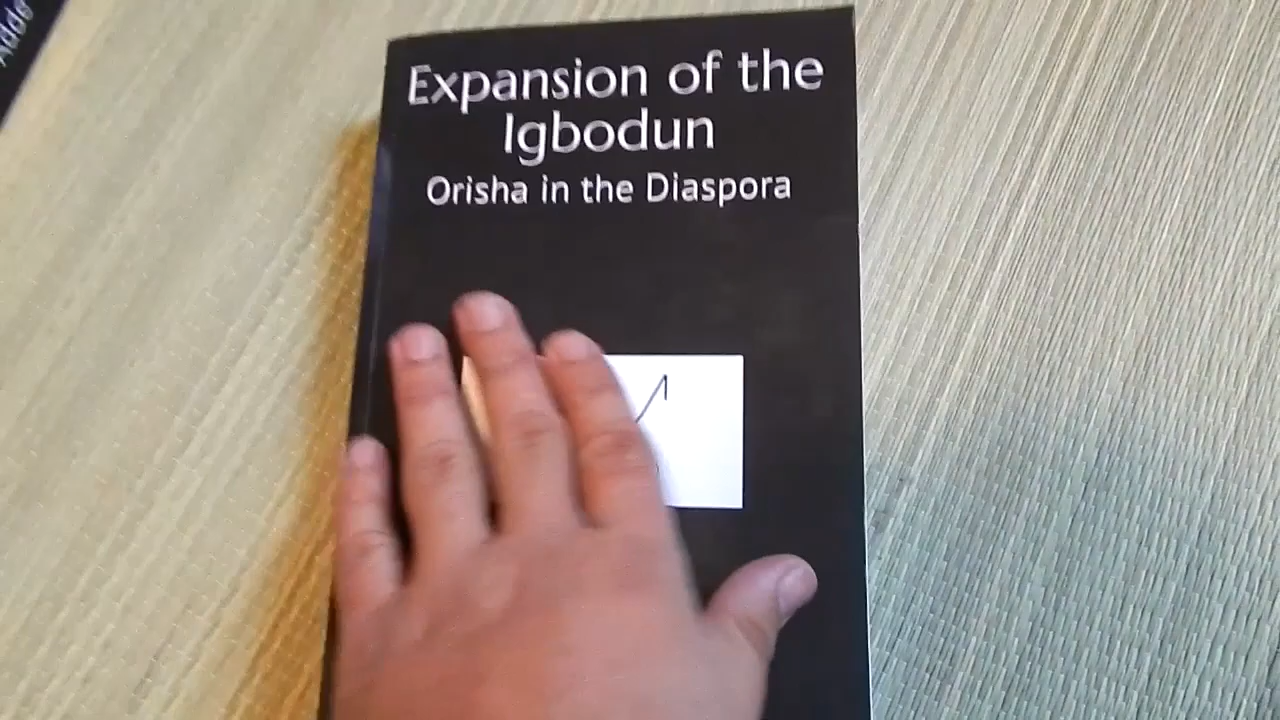 Expansion of the
Igbodun
Orisha in the Diaspora